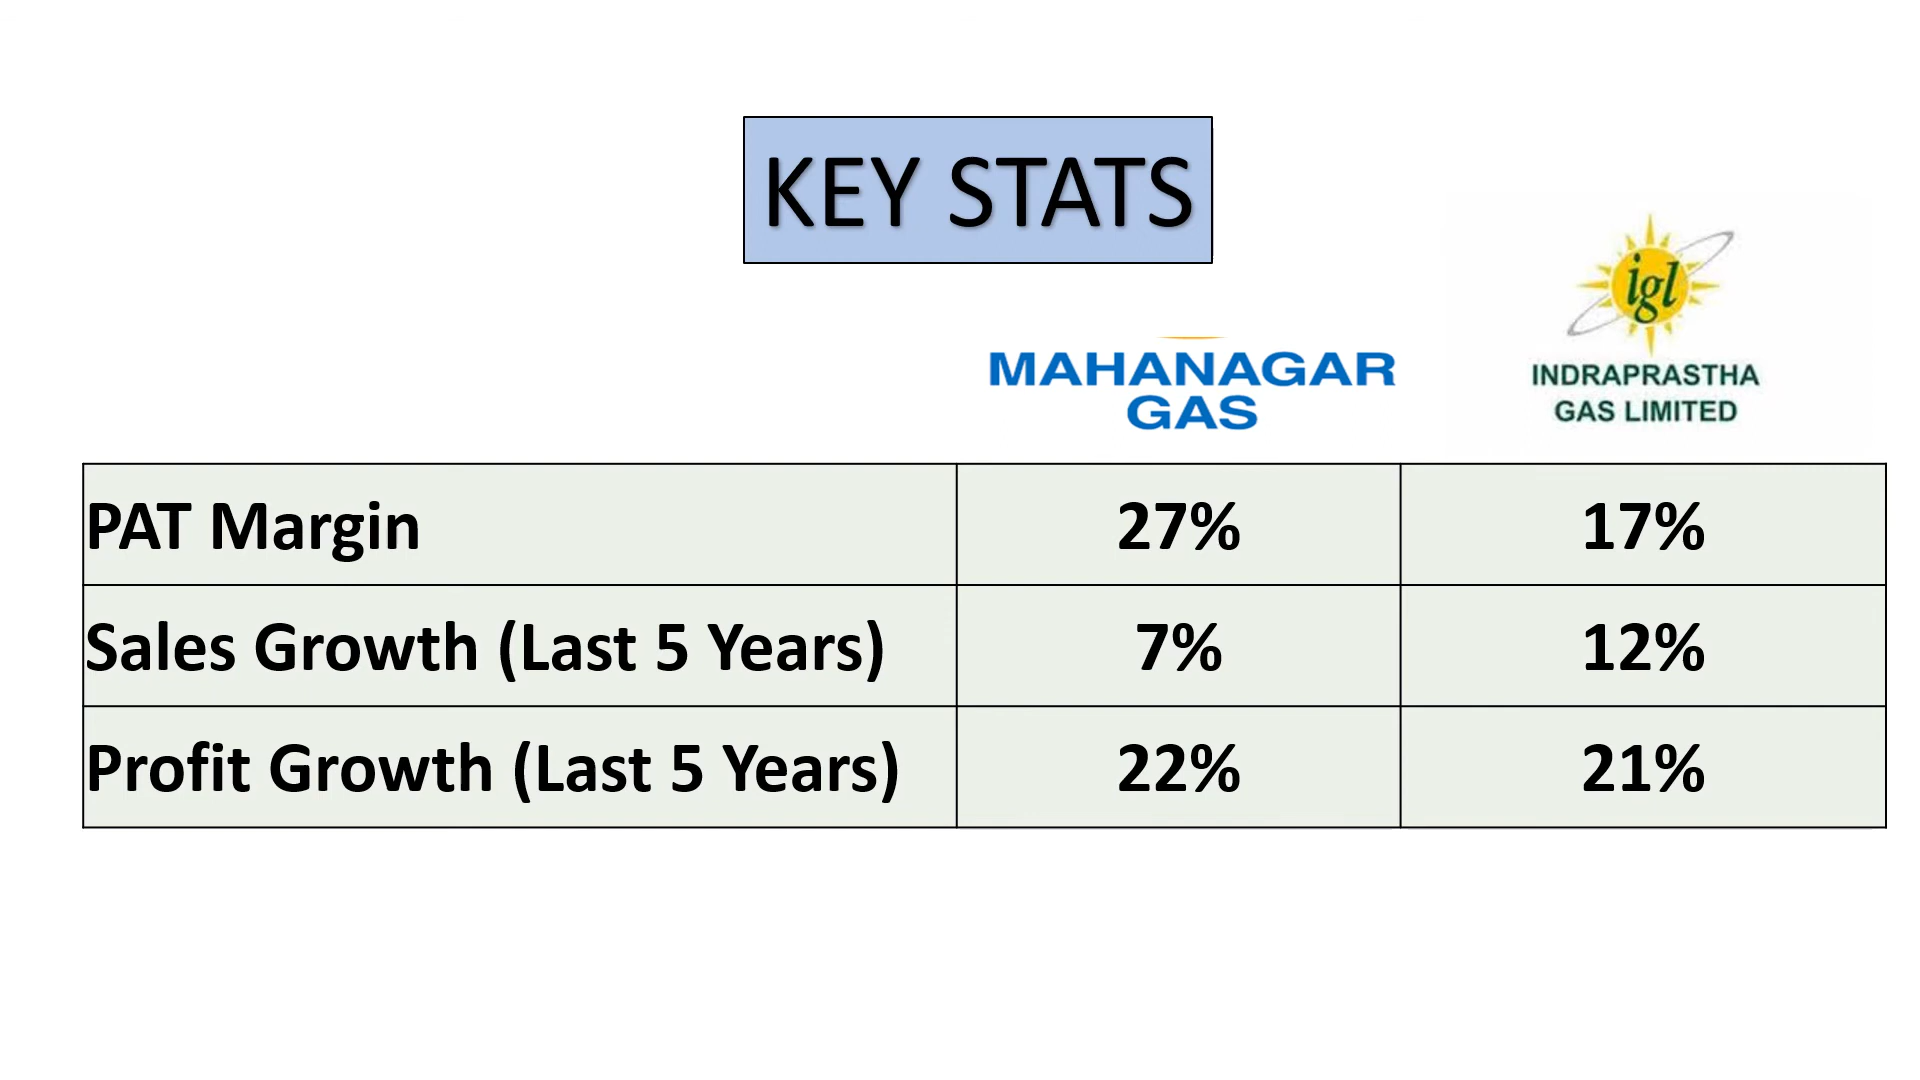 KEY STATS
igl
MAHANAGAR
GAS
INDRAPRASTHA
GAS LIMITED
PAT Margin 27% 17%
Sales Growth (Last 5 Years) 7% 12%
Profit Growth (Last 5 Years) 22% 21%